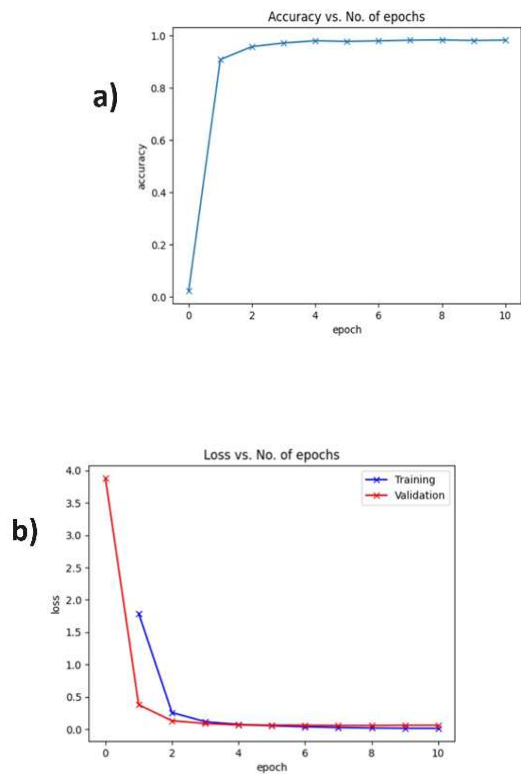 Accuracy vs. No. of epochs
a)
1.0
0.8
0.6
0.4
0.2
0.0
accuracy
0 2 4 6 8 10
epoch
Loss vs. No. of epochs
b)
4.0
3.5
3.0
2.5
2.0
1.5
1.0
0.5
0.0
loss
Training
Validation
0 2 4 6 8 10
epoch